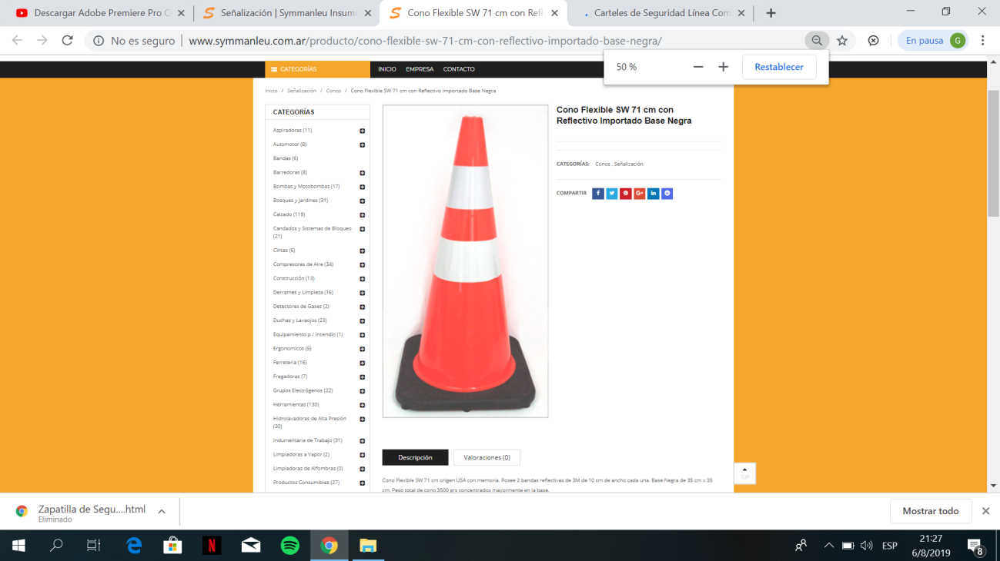 Descargar Adobe Premiere Pro C
Señalización | Symmanleu Insumo
Cono Flexible SW 71 cm con Refl
Carteles de Seguridad Línea Com
No es seguro | www.symmanleu.com.ar/producto/cono-flexible-sw-71-cm-con-reflectivo-importado-base-negra/
En pausa G
50 %
Restablecer
CATEGORÍAS INICIO EMPRESA CONTACTO
Inicio / Señalización / Conos / Cono Flexible SW 71 cm con Reflectivo Importado Base Negra
CATEGORÍAS
Aspiradoras (11)
Automotor (8)
Bandas (6)
Barredoras (8)
Bombas y Motobombas (17)
Bosques y Jardines (31)
Calzado (119)
Candados y Sistemas de Bloqueo
(21)
Cintas (6)
Compresores de Aire (34)
Construcción (13)
Derrames y Limpieza (16)
Detectores de Gases (2)
Duchas y Lavaojos (23)
Equipamiento p / Incendio (1)
Ergonomicos (5)
Ferretería (16)
Fregadoras (7)
Grupos Electrógenos (22)
Herramientas (130)
Hidrolavadoras de Alta Presión
(30)
Indumentaria de Trabajo (31)
Limpiadoras a Vapor (2)
Limpiadoras de Alfombras (0)
Productos Consumibles (27)
Cono Flexible SW 71 cm con
Reflectivo Importado Base Negra
CATEGORÍAS: Conos , Señalización
COMPARTIR
Descripción
Valoraciones (0)
Cono Flexible SW 71 cm origen USA con memoria. Posee 2 bandas reflectivas de 3M de 10 cm de ancho cada una. Base Negra de 35 cm x 35
cm. Peso total de cono 3500 grs concentrados mayormente en la base.
TOP
Zapatilla de Segu....html
Eliminado
Mostrar todo
ESP
21:27
6/8/2019
8